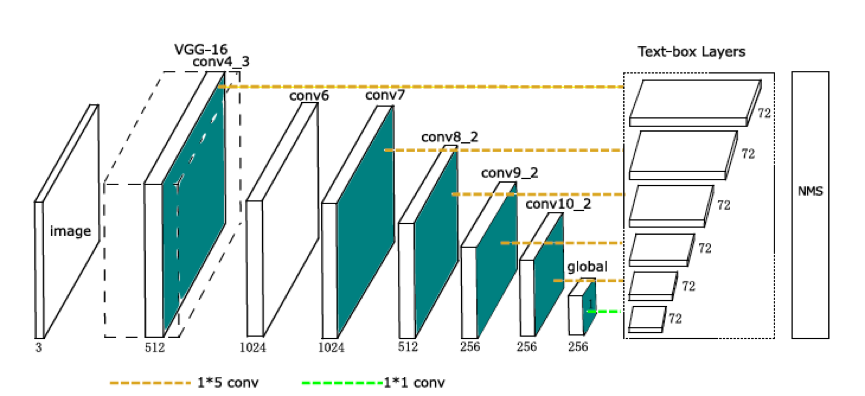 VGG-16
conv4_3
conv6
conv7
conv8_2
conv9_2
conv10_2
global
Text-box Layers
image
NMS
72
72
72
72
72
72
1
3
512
1024
1024
512
256
256
256
1*5 conv
1*1 conv